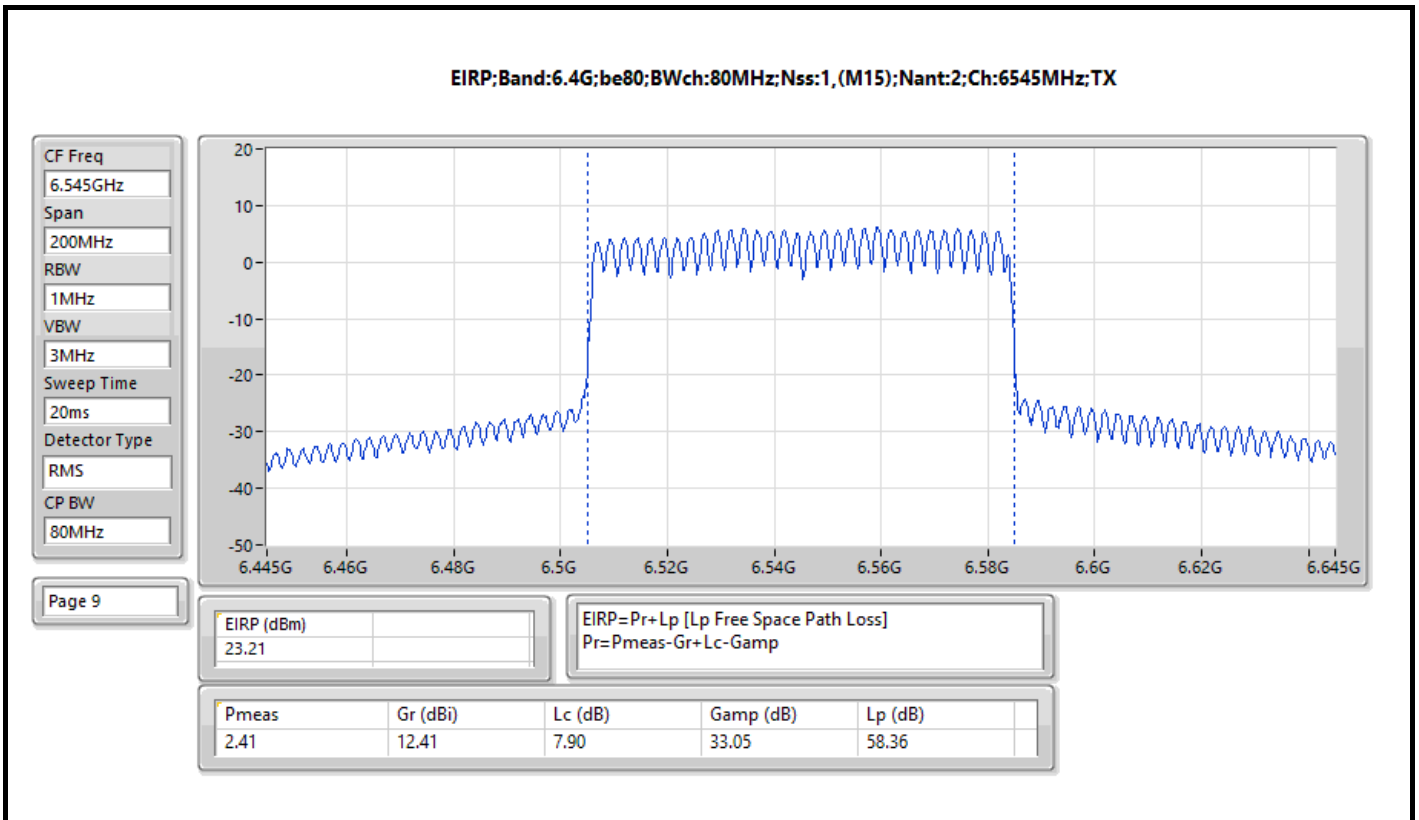 EIRP;Band:6.4G;be80;BWch:80MHz;Nss:1,(M15);Nant:2;Ch:6545MHz;TX
CF Freq
6.545GHz
Span
200MHz
RBW
1MHz
VBW
3MHz
Sweep Time
20ms
Detector Type
RMS
CP BW
80MHz
Page 9
20
10
0
-10
-20
-30
-40
-50
6.445G 6.46G 6.48G 6.5G 6.52G 6.54G 6.56G 6.58G 6.6G 6.62G 6.645G
EIRP (dBm)
23.21
EIRP=Pr+Lp [Lp Free Space Path Loss]
Pr=Pmeas-Gr+Lc-Gamp
Pmeas Gr (dBi) Lc (dB) Gamp (dB) Lp (dB)
2.41 12.41 7.90 33.05 58.36